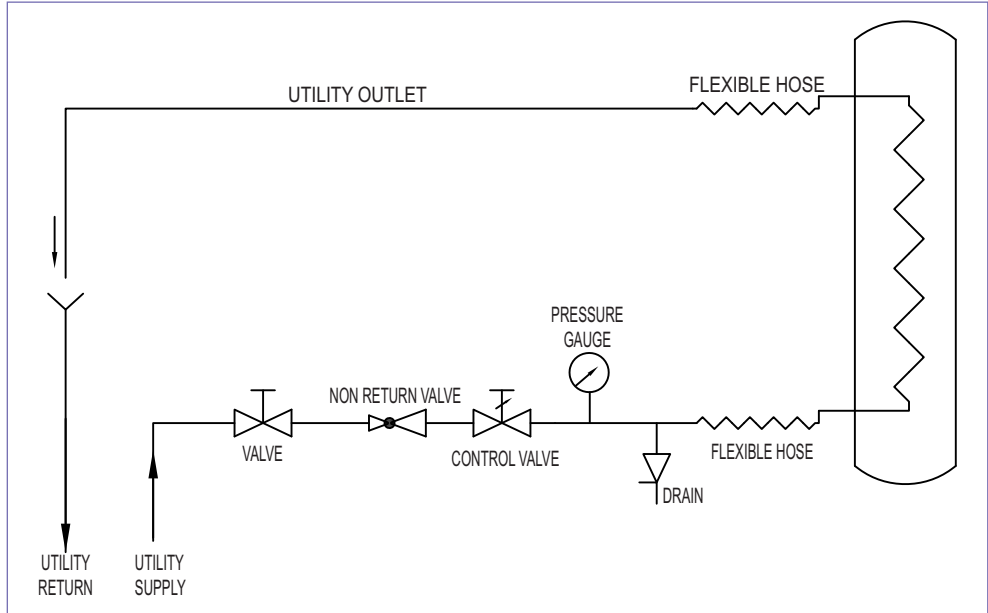 UTILITY OUTLET
FLEXIBLE HOSE
PRESSURE
GAUGE
NON RETURN VALVE
VALVE
CONTROL VALVE
FLEXIBLE HOSE
DRAIN
UTILITY
RETURN
UTILITY
SUPPLY